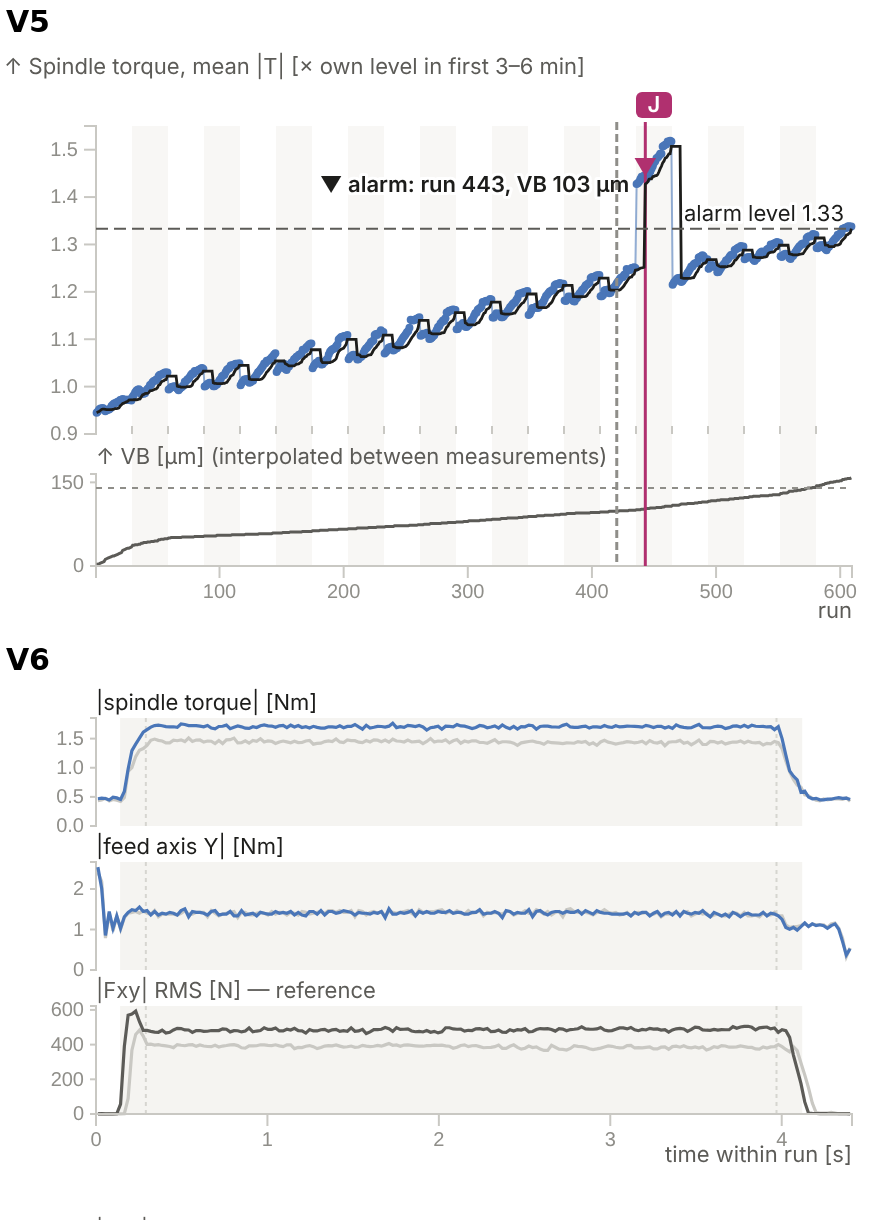 V5
↑ Spindle torque, mean |T| [× own level in first 3–6 min]
J
1.5
▼ alarm: run 443, VB 103 µm
1.4
alarm level 1.33
1.3
1.2
1.1
1.0
0.9
↑ VB [µm] (interpolated between measurements)
150
0
100 200 300 400 500 600
run
V6
|spindle torque| [Nm]
1.5
1.0
0.5
0.0
|feed axis Y| [Nm]
2
1
0
|Fxy| RMS [N] — reference
600
400
200
0
0 1 2 3 4
time within run [s]